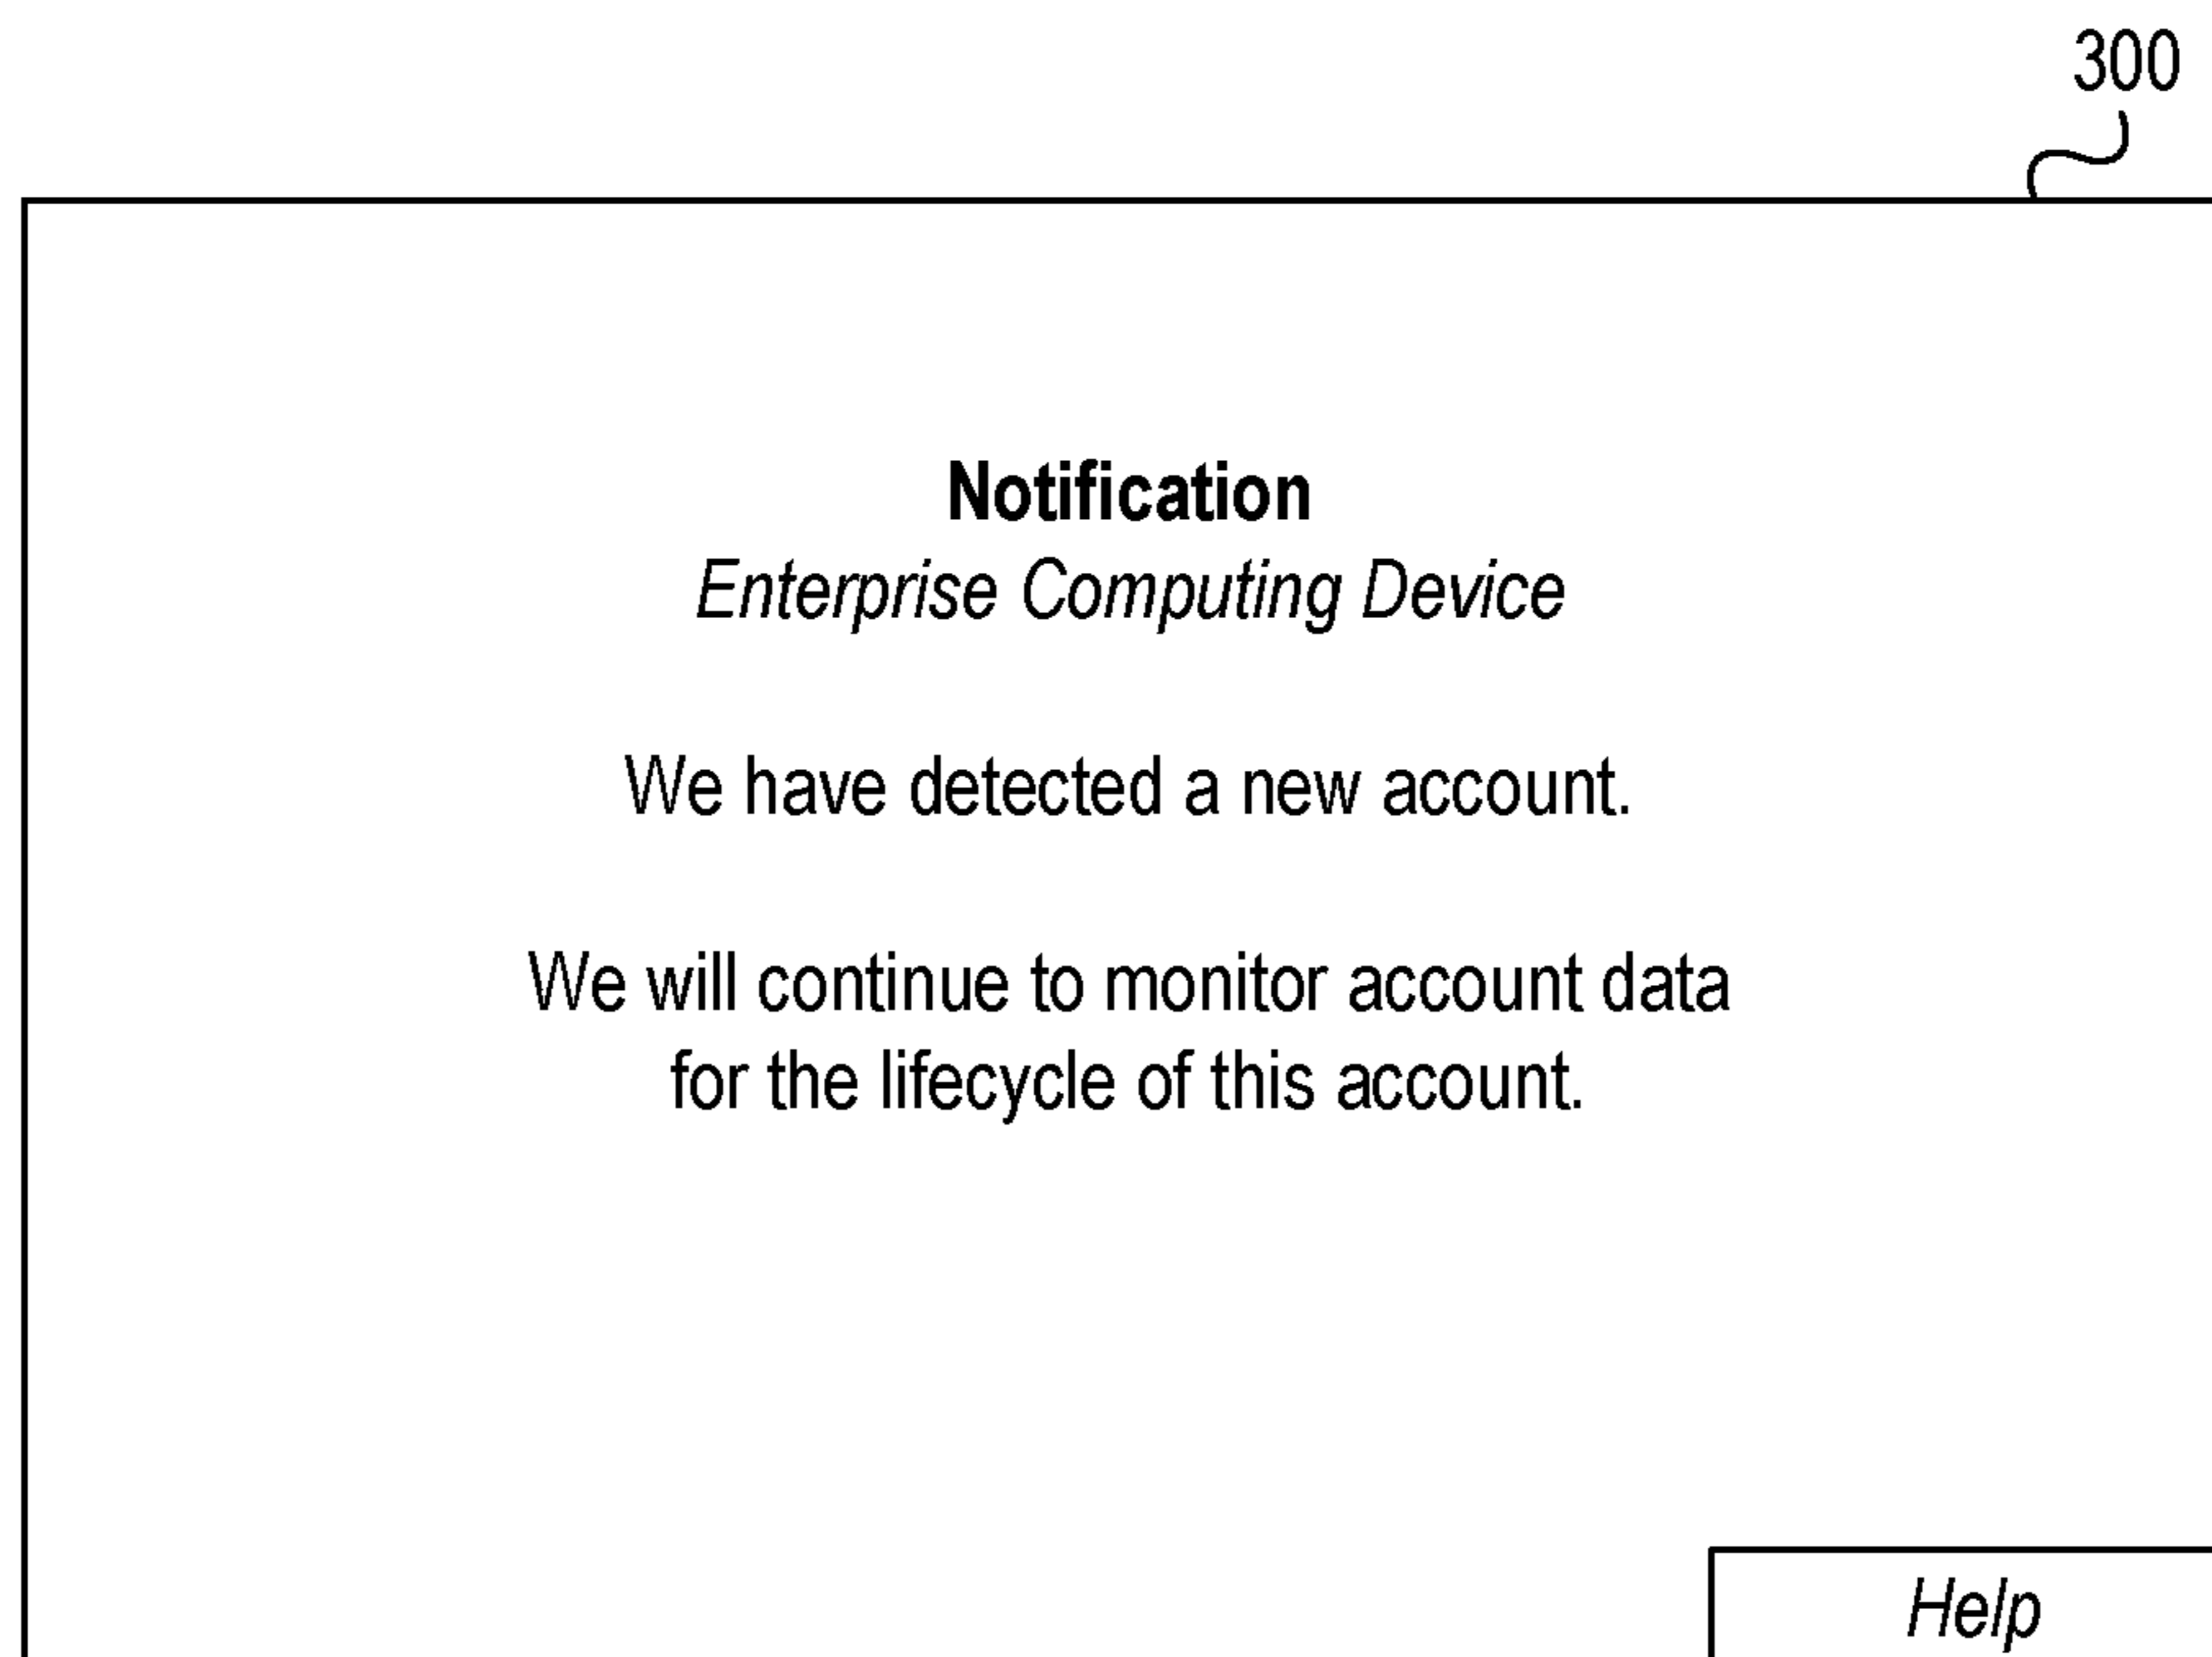 300
Notification
Enterprise Computing Device
We have detected a new account.
We will continue to monitor account data
for the lifecycle of this account.
Help